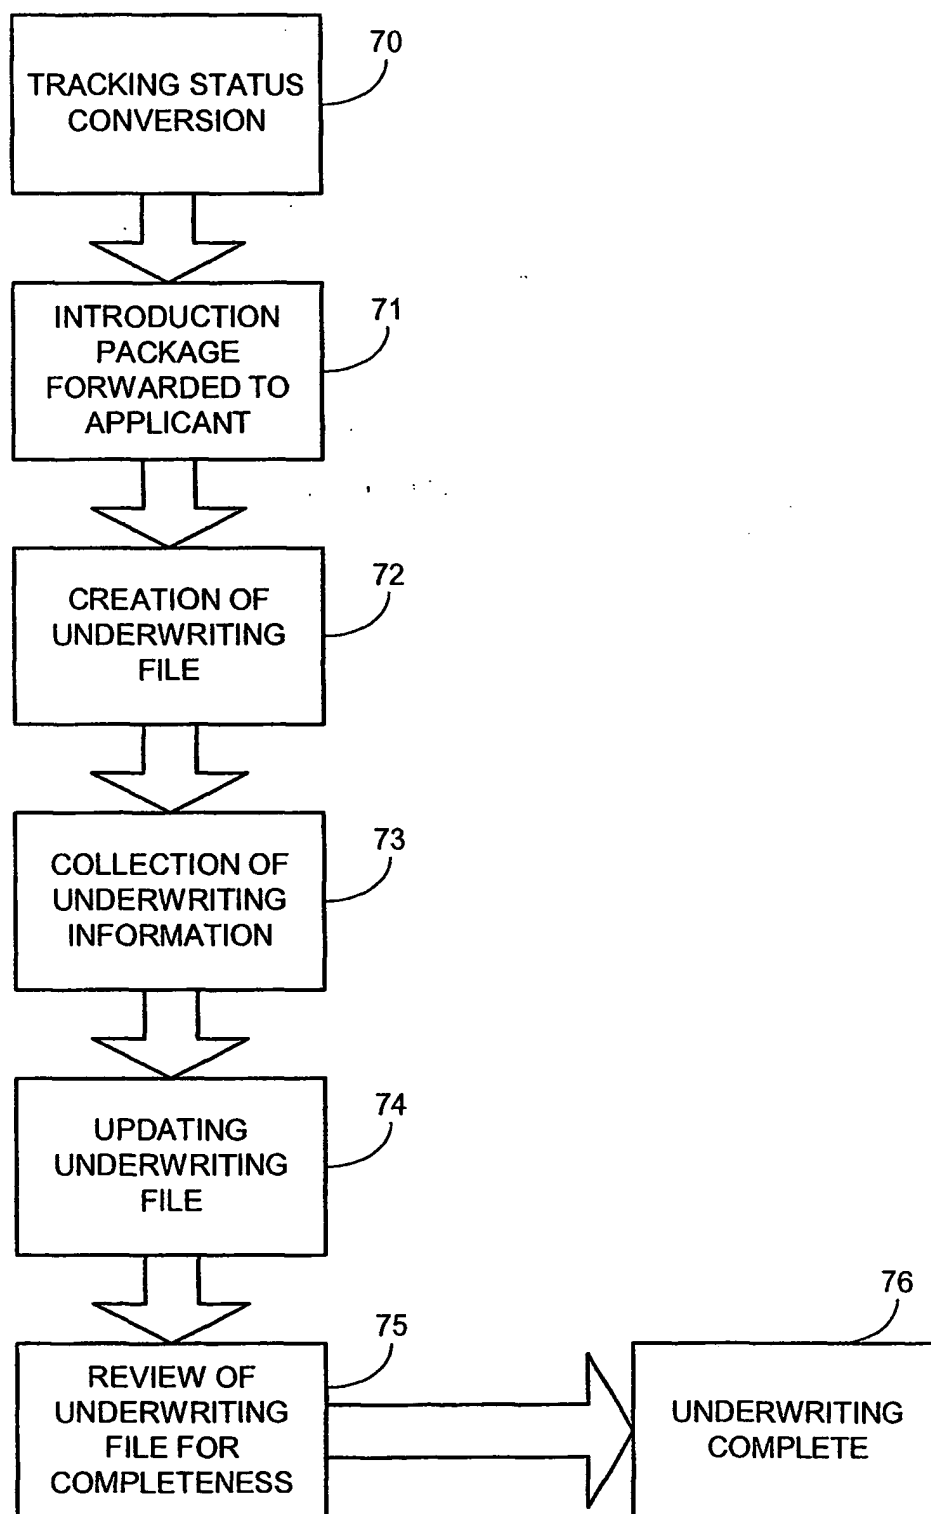 70
TRACKING STATUS
CONVERSION
71
INTRODUCTION
PACKAGE
FORWARDED TO
APPLICANT
72
CREATION OF
UNDERWRITING
FILE
73
COLLECTION OF
UNDERWRITING
INFORMATION
74
UPDATING
UNDERWRITING
FILE
75
REVIEW OF
UNDERWRITING
FILE FOR
COMPLETENESS
76
UNDERWRITING
COMPLETE